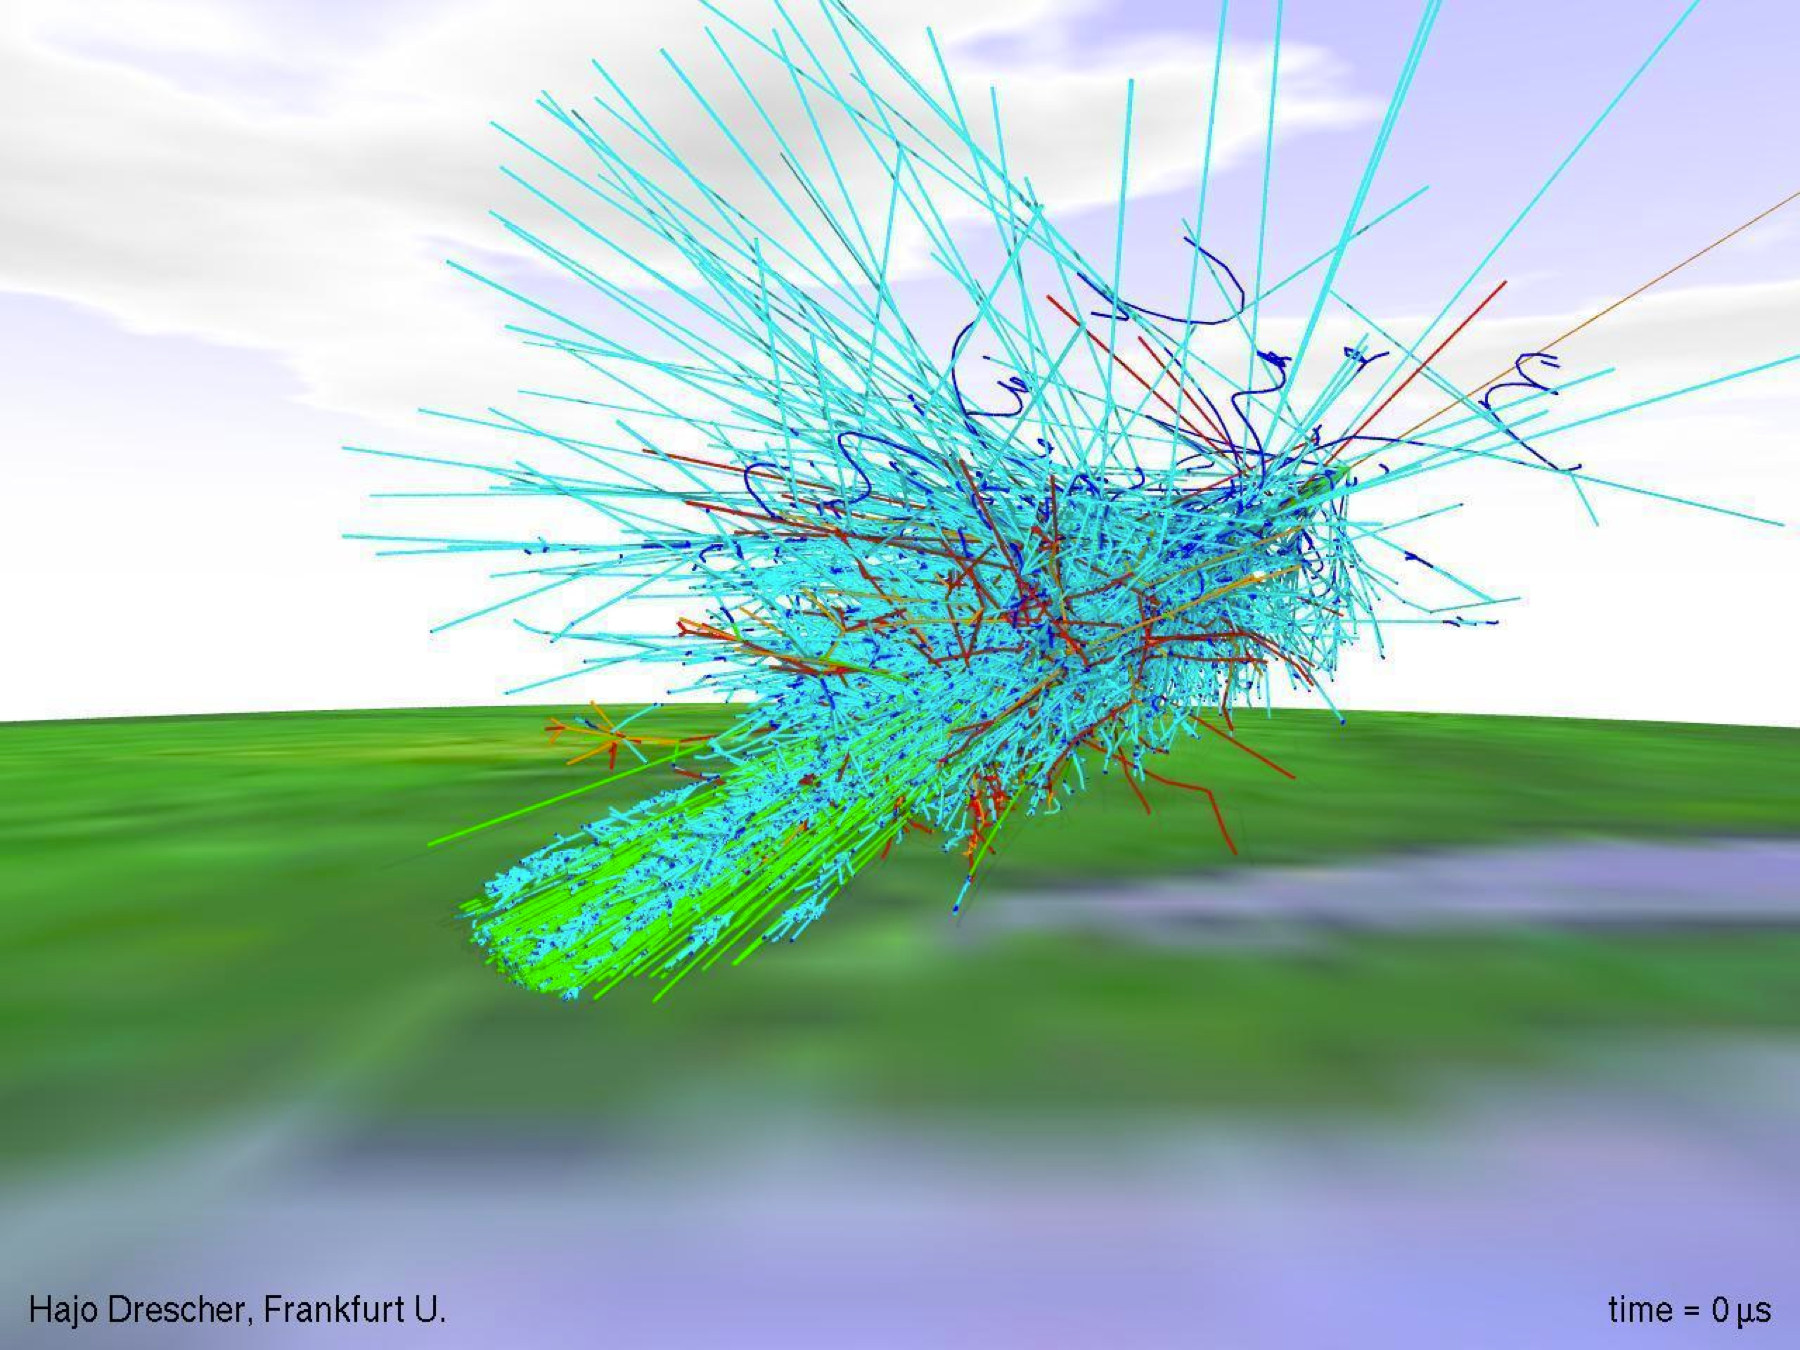 Hajo Drescher, Frankfurt U.
time = 0 µs